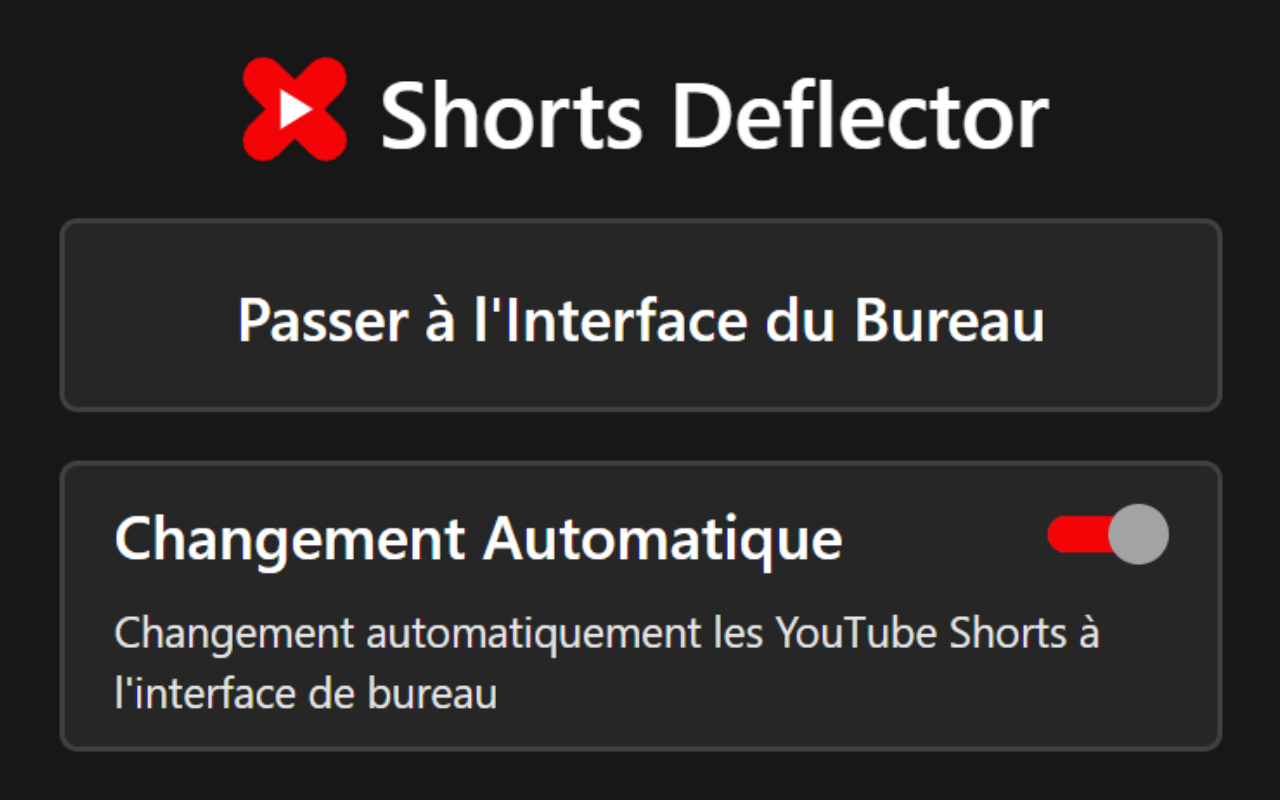 Shorts Deflector
Passer à l'Interface du Bureau
Changement Automatique
Changement automatiquement les YouTube Shorts à
l'interface de bureau